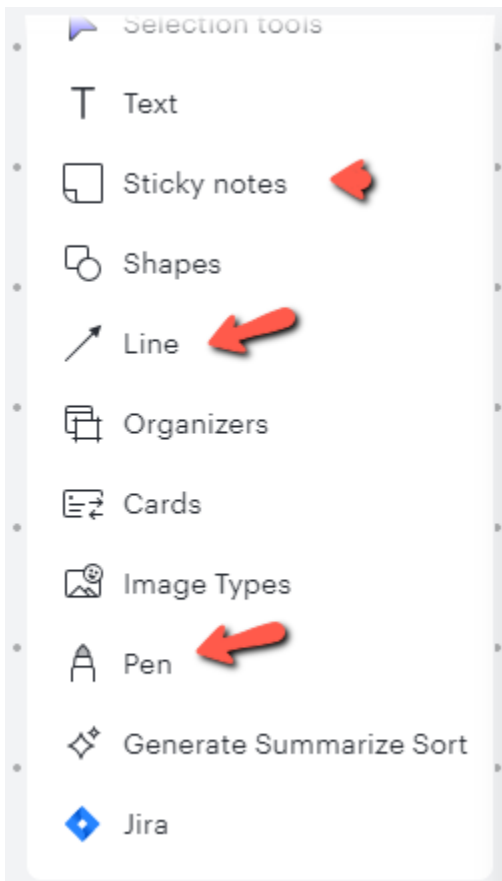 Selection tools
Text
Sticky notes
Shapes
Line
Organizers
Cards
Image Types
Pen
Generate Summarize Sort
Jira